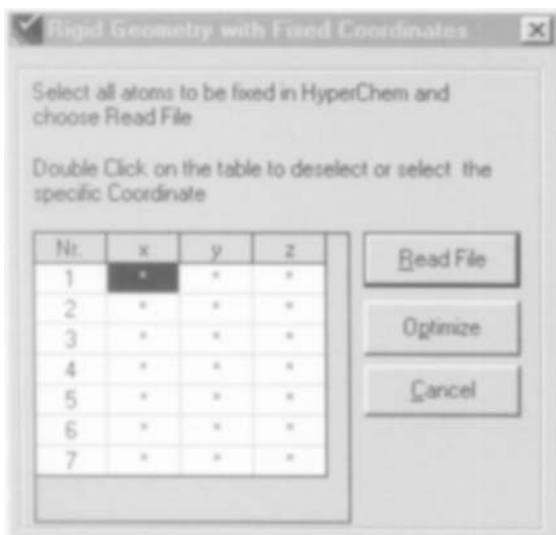 Rigid Geometry with Fixed Coordinates
Select all atoms to be fixed in HyperChem and
choose Read File
Double Click on the table to deselect or select the
specific Coordinate
Nr. x y z
1 * * *
2 * * *
3 * * *
4 * * *
5 * * *
6 * * *
7 * * *
Read File
Optimize
Cancel